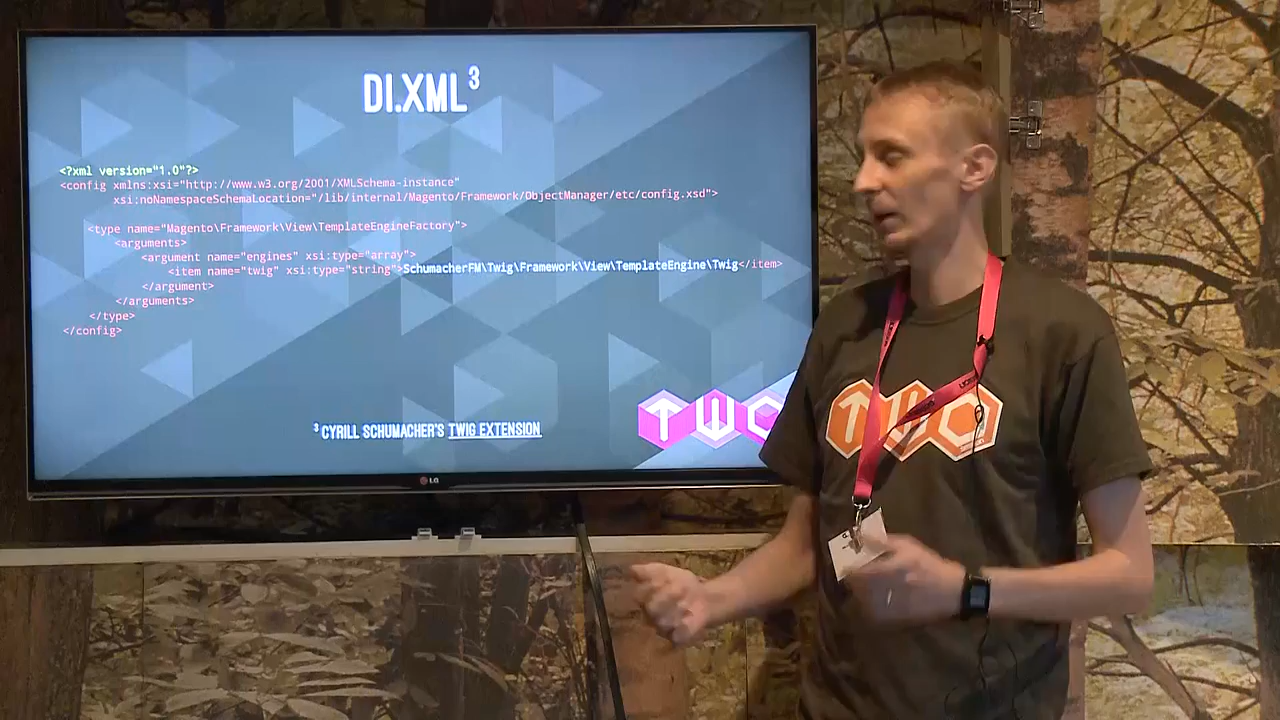 DI.XML³
<?xml version="1.0"?>
<config xmlns:xsi="http://www.w3.org/2001/XMLSchema-instance"
xsi:noNamespaceSchemaLocation="/lib/internal/Magento/Framework/ObjectManager/etc/config.xsd">
<type name="Magento\Framework\View\TemplateEngineFactory">
<arguments>
<argument name="engines" xsi:type="array">
<item name="twig" xsi:type="string">SchumacherFM\Twig\Framework\View\TemplateEngine\Twig</item>
</argument>
</arguments>
</type>
</config>
³ CYRILL SCHUMACHER'S TWIG EXTENSION
TWO
LG
TWO